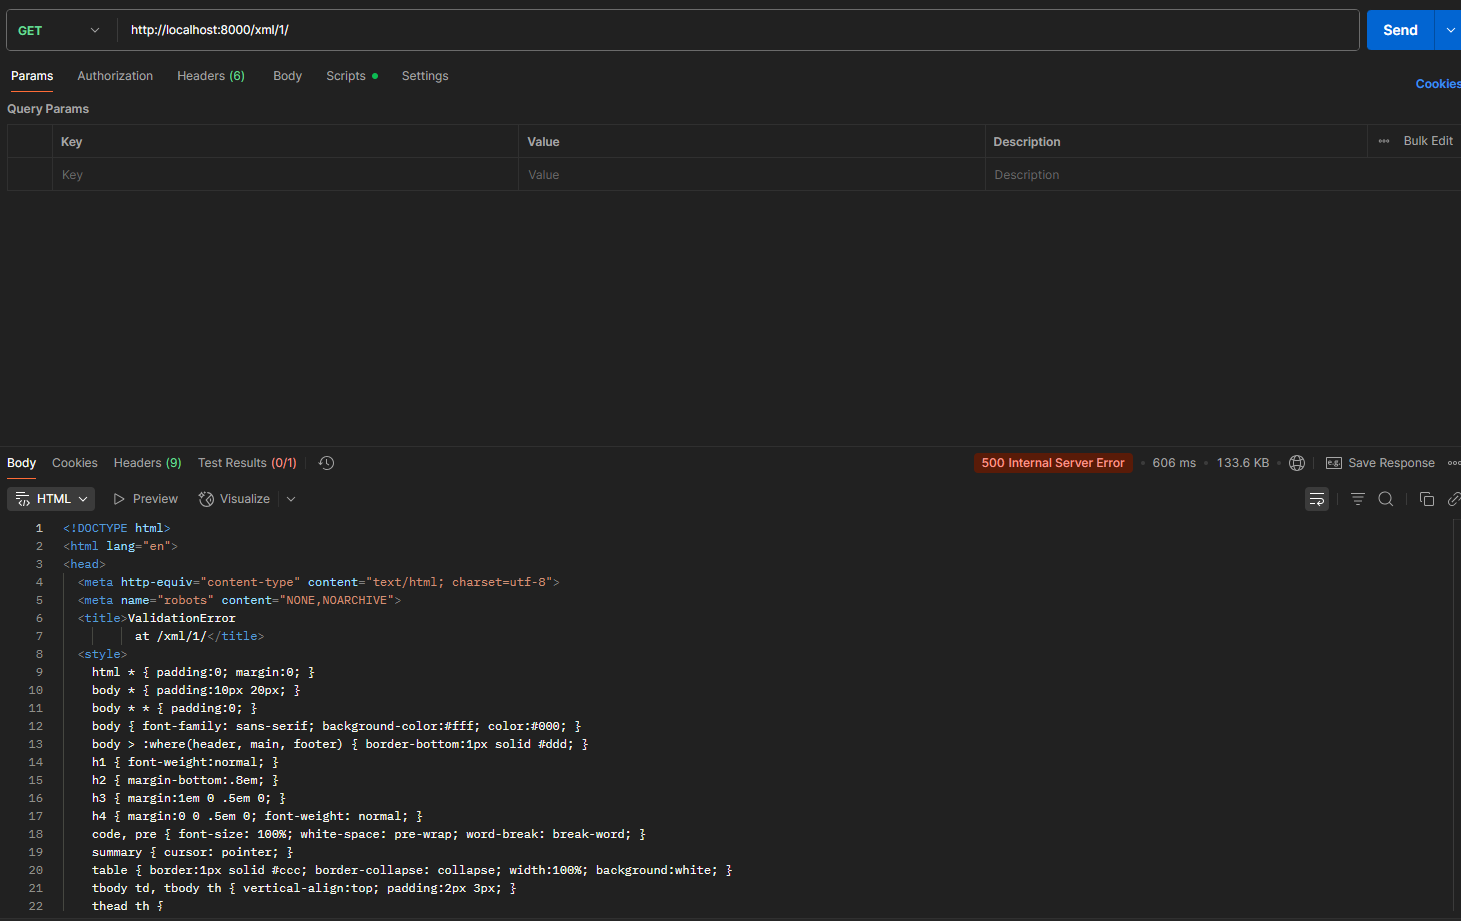 GET http://localhost:8000/xml/1/ Send
Params Authorization Headers (6) Body Scripts Settings
Cookies
Query Params
Key Value Description Bulk Edit
Key Value Description
Body Cookies Headers (9) Test Results (0/1) 500 Internal Server Error 606 ms 133.6 KB Save Response
HTML Preview Visualize
1 <!DOCTYPE html>
2 <html lang="en">
3 <head>
4 <meta http-equiv="content-type" content="text/html; charset=utf-8">
5 <meta name="robots" content="NONE,NOARCHIVE">
6 <title>ValidationError
7 at /xml/1/</title>
8 <style>
9 html * { padding:0; margin:0; }
10 body * { padding:10px 20px; }
11 body * * { padding:0; }
12 body { font-family: sans-serif; background-color:#fff; color:#000; }
13 body > :where(header, main, footer) { border-bottom:1px solid #ddd; }
14 h1 { font-weight:normal; }
15 h2 { margin-bottom:.8em; }
16 h3 { margin:1em 0 .5em 0; }
17 h4 { margin:0 0 .5em 0; font-weight: normal; }
18 code, pre { font-size: 100%; white-space: pre-wrap; word-break: break-word; }
19 summary { cursor: pointer; }
20 table { border:1px solid #ccc; border-collapse: collapse; width:100%; background:white; }
21 tbody td, tbody th { vertical-align:top; padding:2px 3px; }
22 thead th {